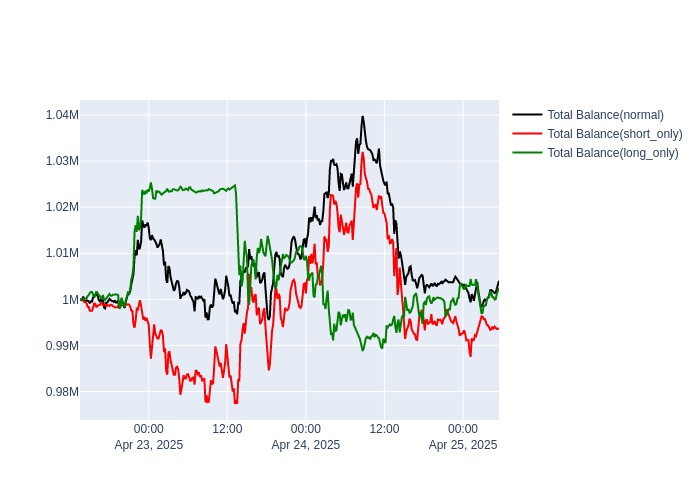 1.04M
1.03M
1.02M
1.01M
1M
0.99M
0.98M
00:00
Apr 23, 2025
12:00
00:00
Apr 24, 2025
12:00
00:00
Apr 25, 2025
Total Balance(normal)
Total Balance(short_only)
Total Balance(long_only)